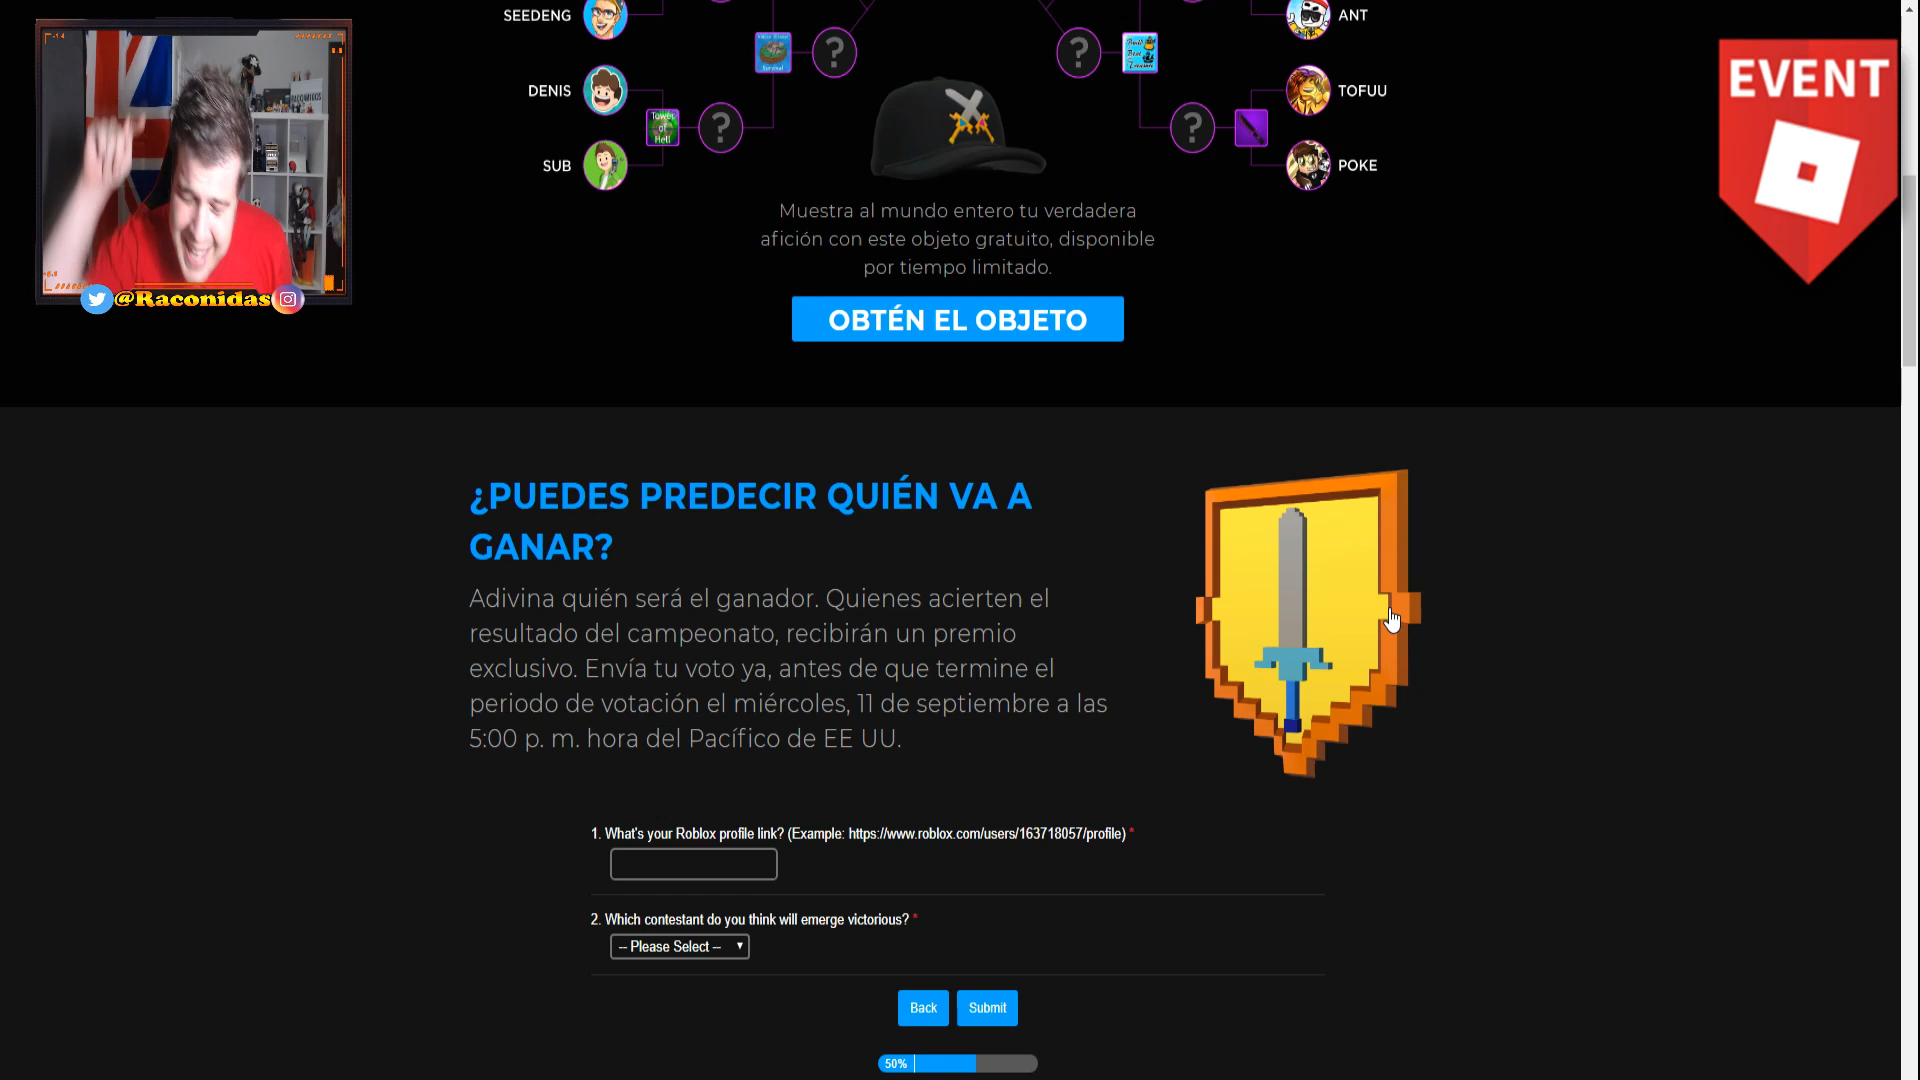 SEEDENG
ANT
DENIS
Tower
of
Hell
TOFUU
SUB
POKE
EVENT
@Raconidas
Muestra al mundo entero tu verdadera
afición con este objeto gratuito, disponible
por tiempo limitado.
OBTÉN EL OBJETO
¿PUEDES PREDECIR QUIÉN VA A
GANAR?
Adivina quién será el ganador. Quienes acierten el
resultado del campeonato, recibirán un premio
exclusivo. Envía tu voto ya, antes de que termine el
periodo de votación el miércoles, 11 de septiembre a las
5:00 p. m. hora del Pacífico de EE UU.
1. What's your Roblox profile link? (Example: https://www.roblox.com/users/163718057/profile) *
2. Which contestant do you think will emerge victorious? *
-- Please Select --
Back
Submit
50%